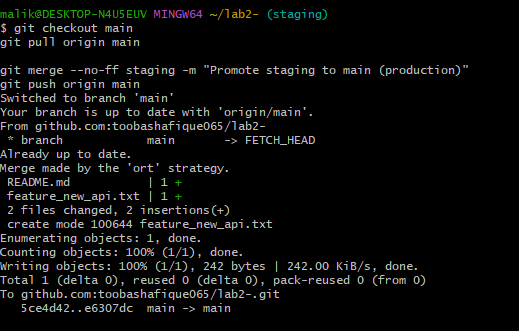 malik@DESKTOP-N4U5EUV MINGW64 ~/lab2- (staging)
$ git checkout main
git pull origin main

git merge --no-ff staging -m "Promote staging to main (production)"
git push origin main
Switched to branch 'main'
Your branch is up to date with 'origin/main'.
From github.com:toobashafique065/lab2-
 * branch            main       -> FETCH_HEAD
Already up to date.
Merge made by the 'ort' strategy.
 README.md           | 1 +
 feature_new_api.txt | 1 +
 2 files changed, 2 insertions(+)
 create mode 100644 feature_new_api.txt
Enumerating objects: 1, done.
Counting objects: 100% (1/1), done.
Writing objects: 100% (1/1), 242 bytes | 242.00 KiB/s, done.
Total 1 (delta 0), reused 0 (delta 0), pack-reused 0 (from 0)
To github.com:toobashafique065/lab2-.git
   5ce4d42..e6307dc  main -> main